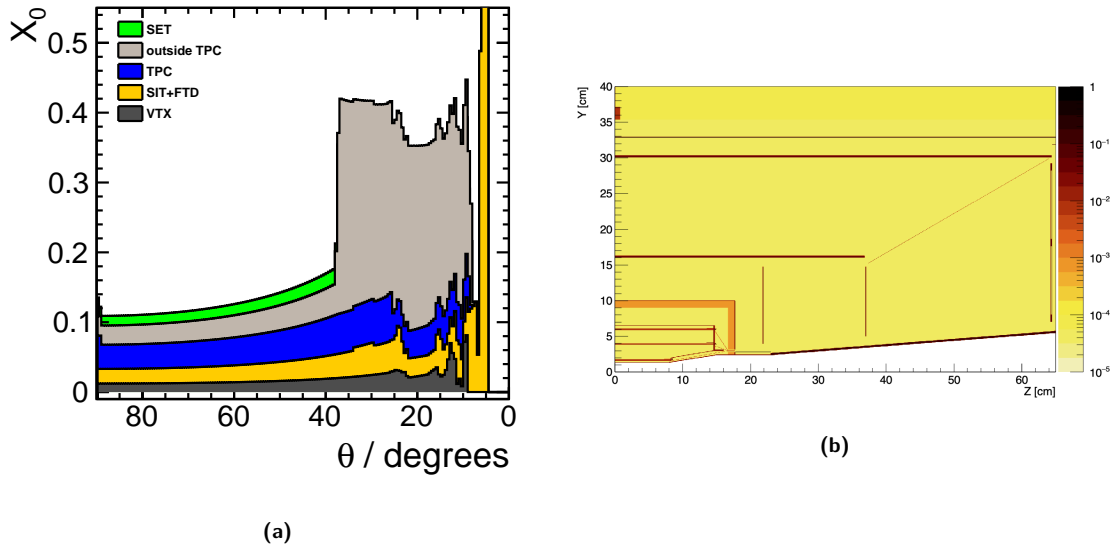 X₀
0.5
0.4
0.3
0.2
0.1
0
SET
outside TPC
TPC
SIT+FTD
VTX
80 60 40 20 0
θ / degrees
(a)
Y [cm]
40
35
30
25
20
15
10
5
0
0 10 20 30 40 50 60
Z [cm]
1
10⁻¹
10⁻²
10⁻³
10⁻⁴
10⁻⁵
(b)